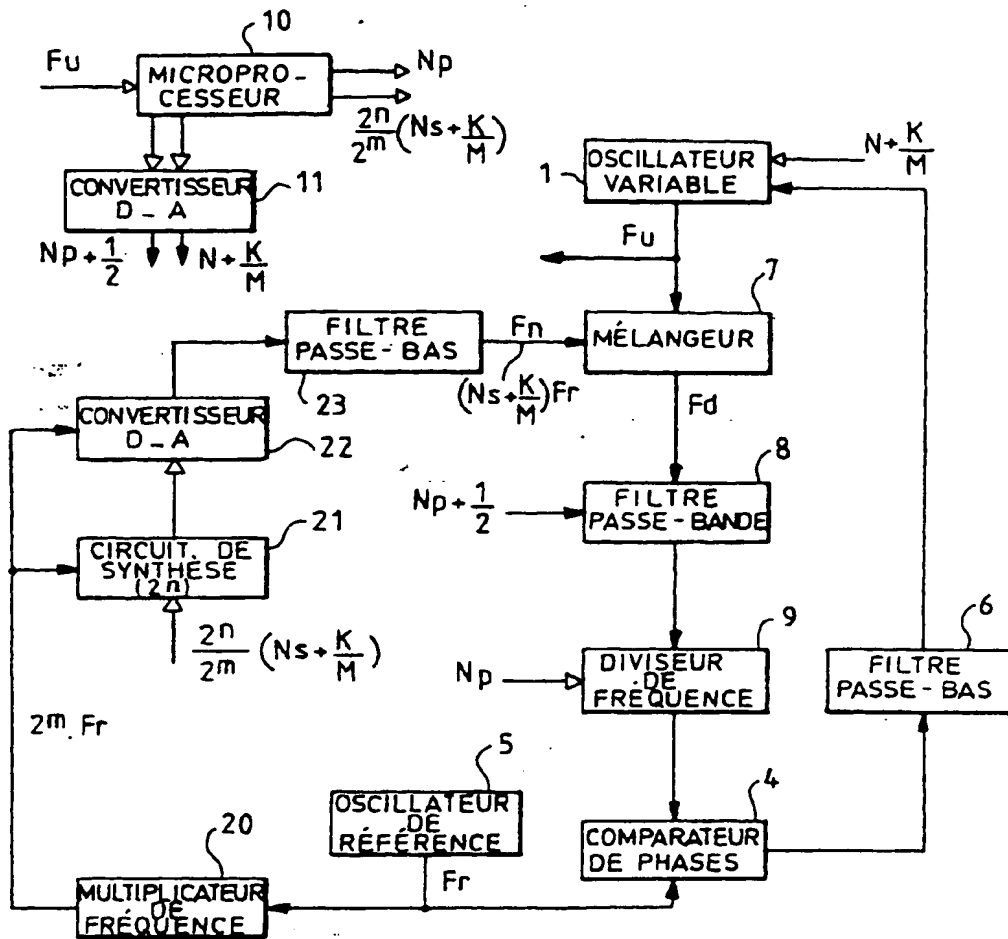 10
Fu
MICROPRO-
CESSEUR
Np
2^n/2^m (Ns+K/M)
CONVERTISSEUR
D-A
11
Np+1/2
N+K/M
OSCILLATEUR
VARIABLE
1
N+K/M
Fu
7
MÉLANGEUR
FILTRE
PASSE-BAS
23
Fn
(Ns+K/M)Fr
Fd
CONVERTISSEUR
D-A
22
8
Np+1/2
FILTRE
PASSE-BANDE
21
CIRCUIT. DE
SYNTHÈSE
(2n)
2^n/2^m (Ns+K/M)
9
Np
DIVISEUR
DE
FRÉQUENCE
6
FILTRE
PASSE-BAS
2^m.Fr
5
OSCILLATEUR
DE
RÉFÉRENCE
4
COMPARATEUR
DE PHASES
20
Fr
MULTIPLICATEUR
DE
FRÉQUENCE